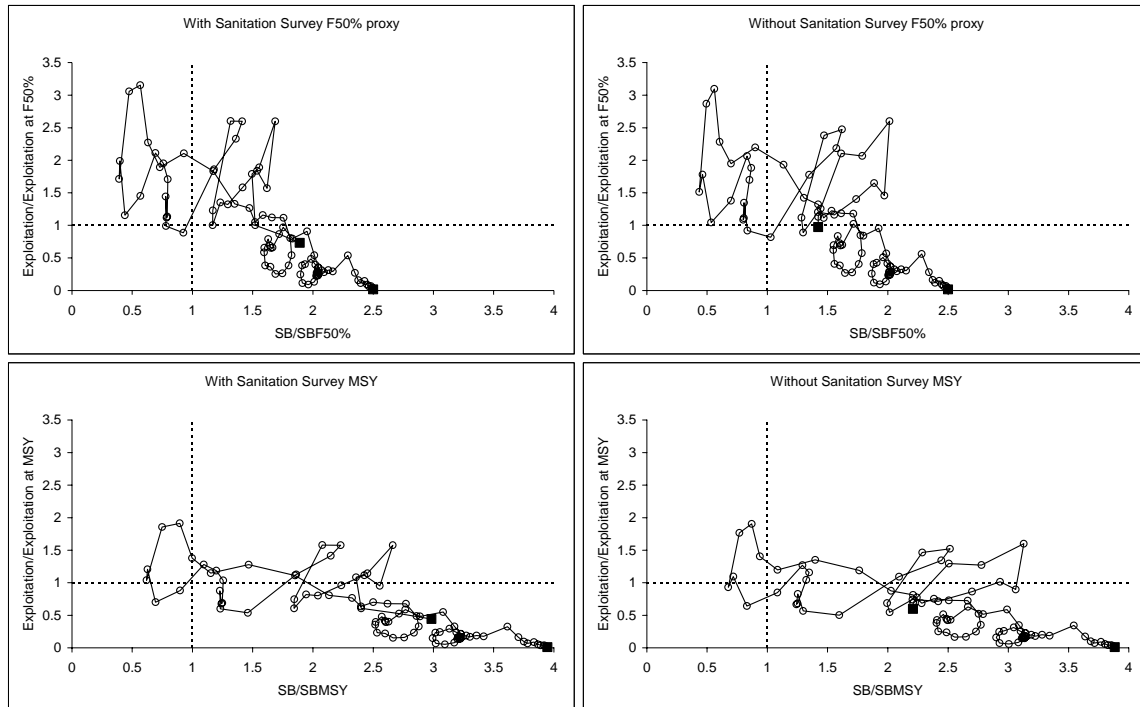 With Sanitation Survey F50% proxy
3.5
3
2.5
2
1.5
1
0.5
0
Exploitation/Exploitation at F50%
0 0.5 1 1.5 2 2.5 3 3.5 4
SB/SBF50%
Without Sanitation Survey F50% proxy
3.5
3
2.5
2
1.5
1
0.5
0
Exploitation/Exploitation at F50%
0 0.5 1 1.5 2 2.5 3 3.5 4
SB/SBF50%
With Sanitation Survey MSY
3.5
3
2.5
2
1.5
1
0.5
0
Exploitation/Exploitation at MSY
0 0.5 1 1.5 2 2.5 3 3.5 4
SB/SBMSY
Without Sanitation Survey MSY
3.5
3
2.5
2
1.5
1
0.5
0
Exploitation/Exploitation at MSY
0 0.5 1 1.5 2 2.5 3 3.5 4
SB/SBMSY